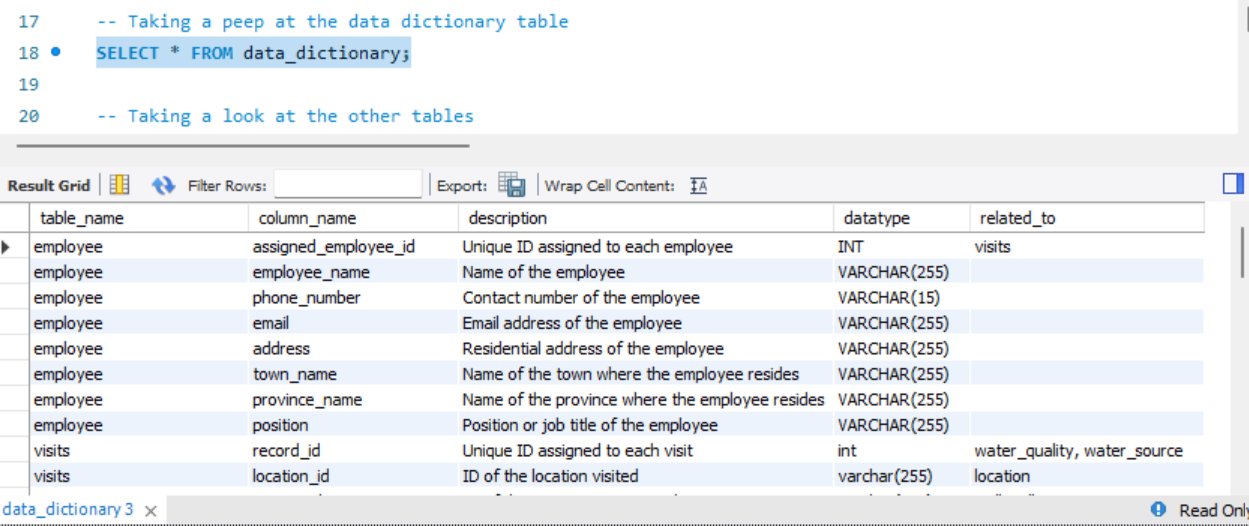 17 -- Taking a peep at the data dictionary table
18 SELECT * FROM data_dictionary;
19
20 -- Taking a look at the other tables
Result Grid Filter Rows: Export: Wrap Cell Content: IA
table_name column_name description datatype related_to
employee assigned_employee_id Unique ID assigned to each employee INT visits
employee employee_name Name of the employee VARCHAR(255)
employee phone_number Contact number of the employee VARCHAR(15)
employee email Email address of the employee VARCHAR(255)
employee address Residential address of the employee VARCHAR(255)
employee town_name Name of the town where the employee resides VARCHAR(255)
employee province_name Name of the province where the employee resides VARCHAR(255)
employee position Position or job title of the employee VARCHAR(255)
visits record_id Unique ID assigned to each visit int water_quality, water_source
visits location_id ID of the location visited varchar(255) location
data_dictionary 3 Read Only